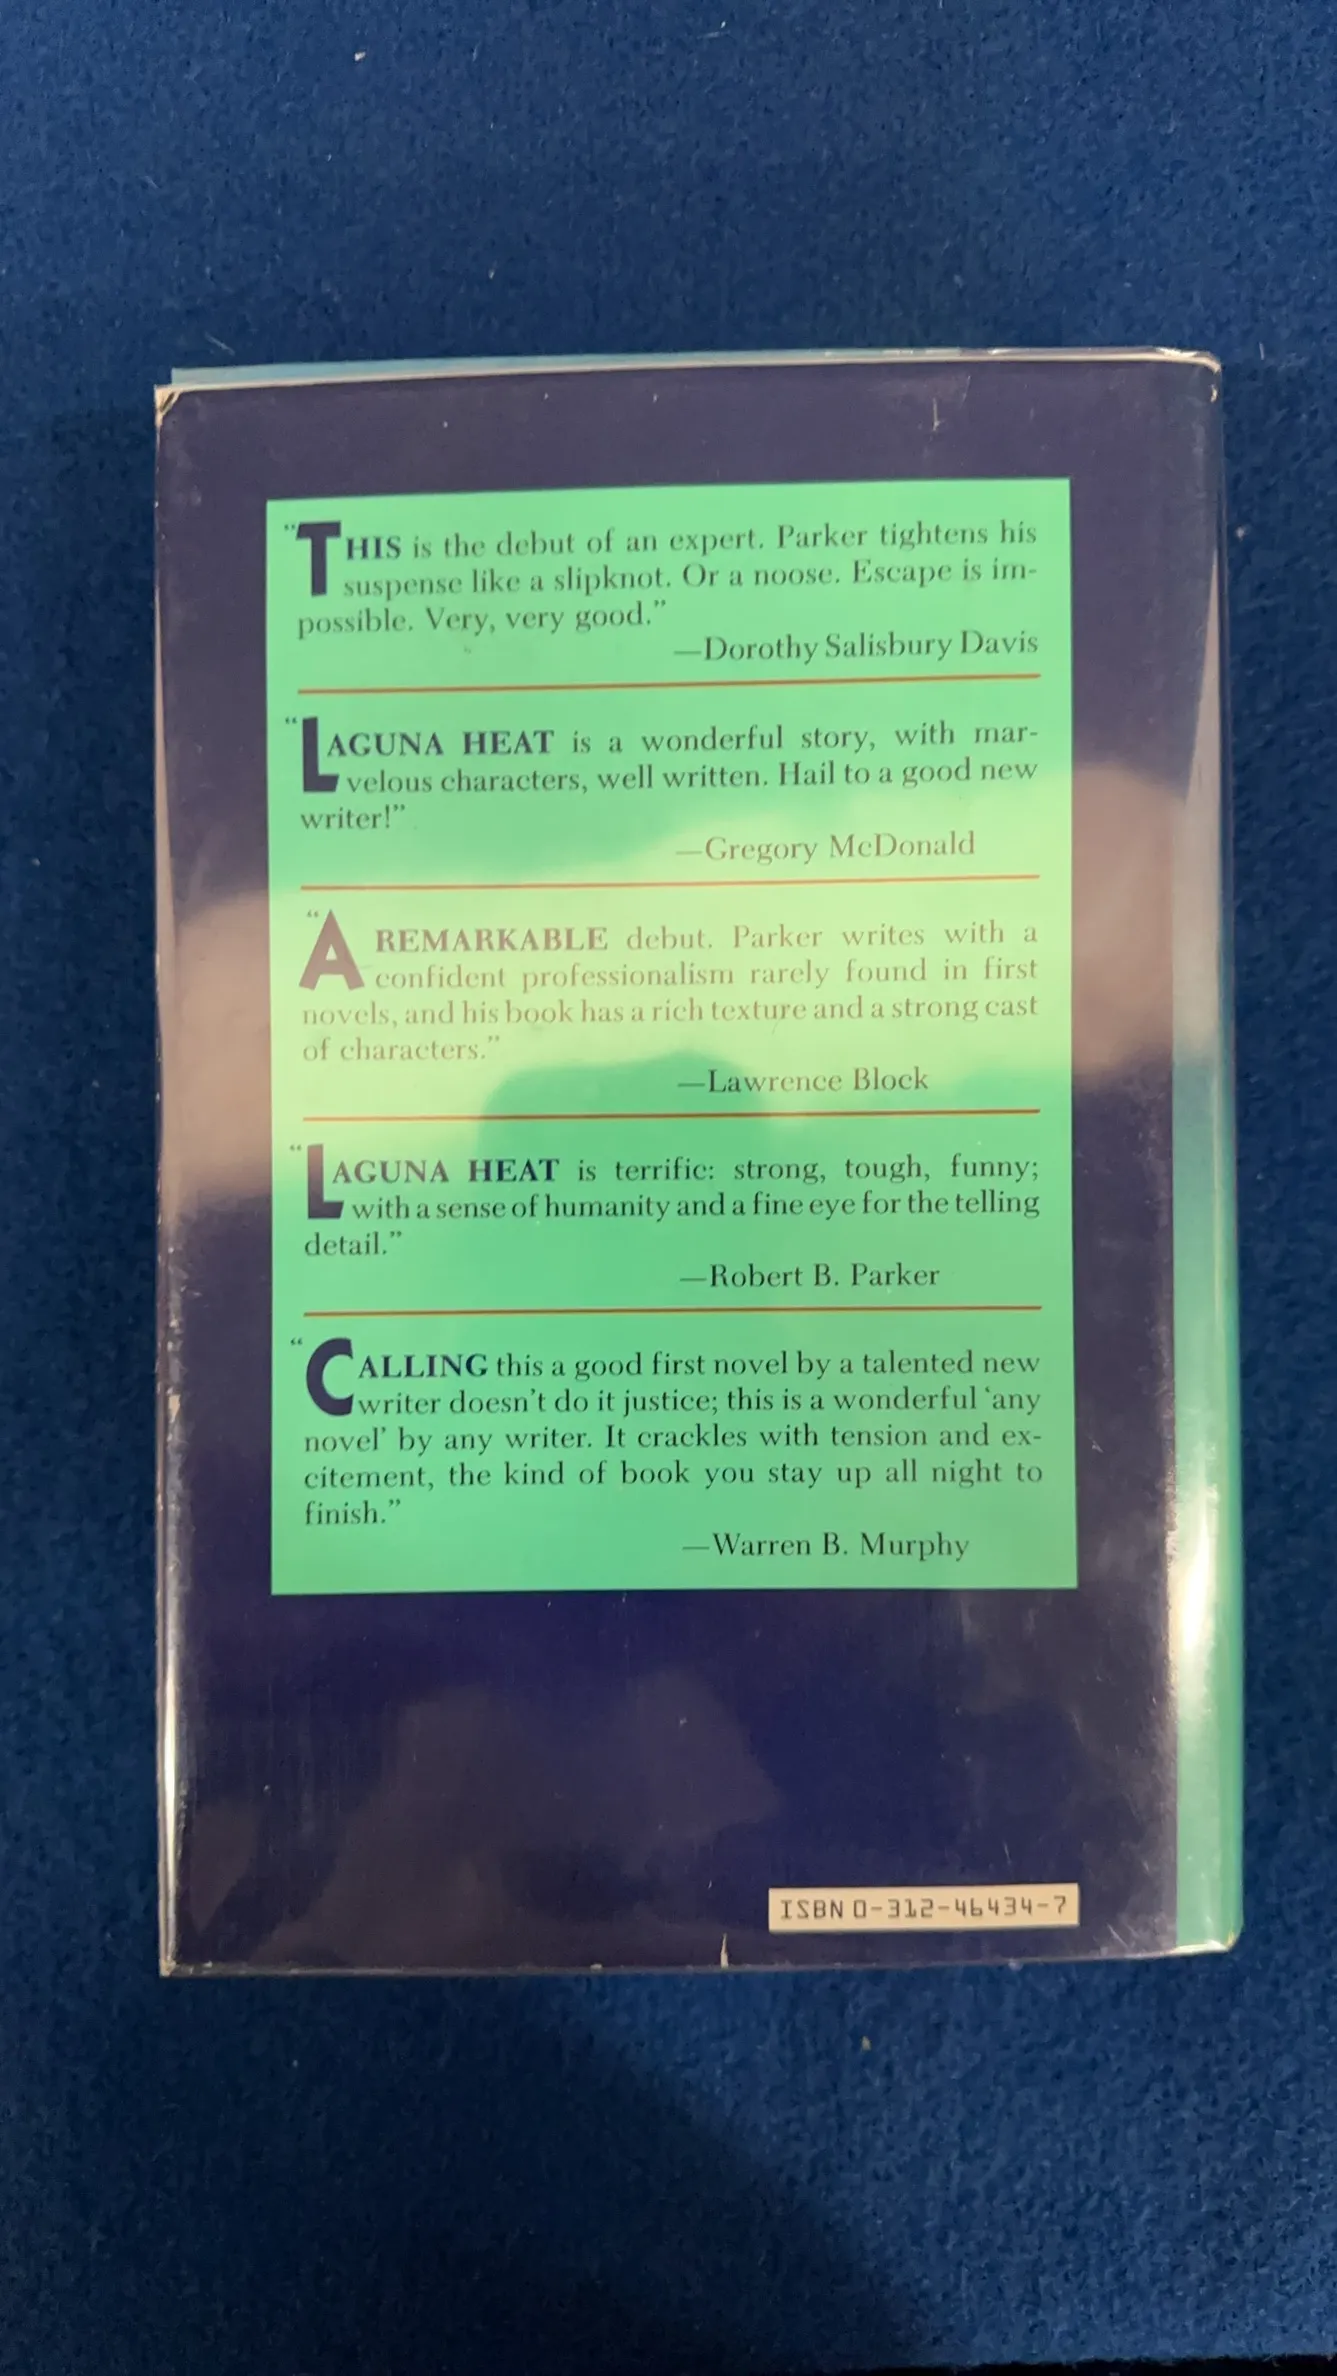 “THIS is the debut of an expert. Parker tightens his
suspense like a slipknot. Or a noose. Escape is im-
possible. Very, very good.”
—Dorothy Salisbury Davis
“LAGUNA HEAT is a wonderful story, with mar-
velous characters, well written. Hail to a good new
writer!”
—Gregory McDonald
“A REMARKABLE debut. Parker writes with a
confident professionalism rarely found in first
novels, and his book has a rich texture and a strong cast
of characters.”
—Lawrence Block
“LAGUNA HEAT is terrific: strong, tough, funny;
with a sense of humanity and a fine eye for the telling
detail.”
—Robert B. Parker
“CALLING this a good first novel by a talented new
writer doesn’t do it justice; this is a wonderful ‘any
novel’ by any writer. It crackles with tension and ex-
citement, the kind of book you stay up all night to
finish.”
—Warren B. Murphy
ISBN 0-312-46434-7